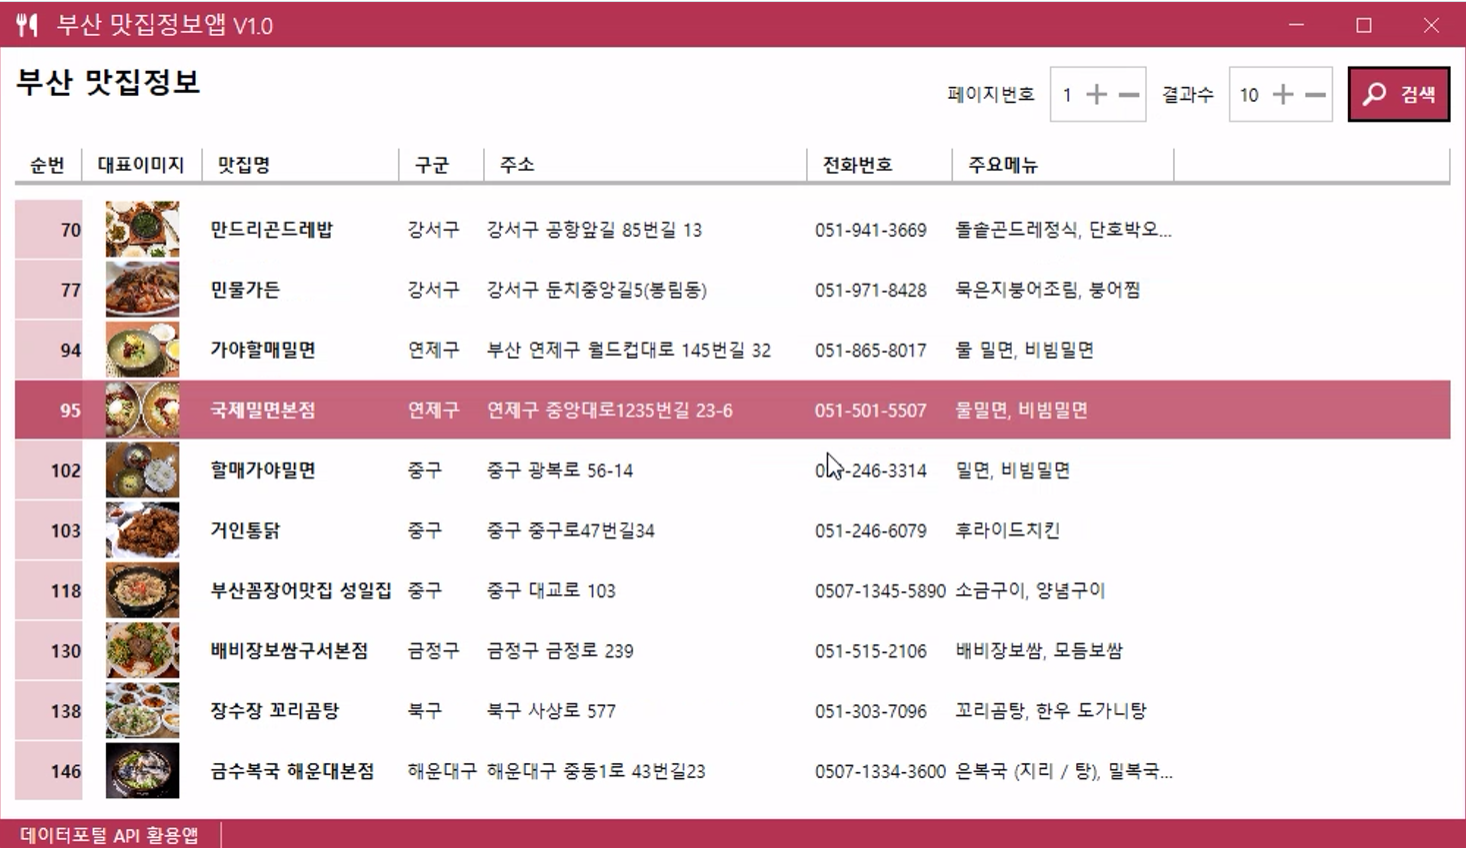 부산 맛집정보앱 V1.0
부산 맛집정보
페이지번호 1 결과수 10 검색
순번 대표이미지 맛집명 구군 주소 전화번호 주요메뉴
70 만드리곤드레밥 강서구 강서구 공항앞길 85번길 13 051-941-3669 돌솥곤드레정식, 단호박오...
77 민물가든 강서구 강서구 둔치중앙길5(봉림동) 051-971-8428 묵은지붕어조림, 붕어찜
94 가야할매밀면 연제구 부산 연제구 월드컵대로 145번길 32 051-865-8017 물 밀면, 비빔밀면
95 국제밀면본점 연제구 연제구 중앙대로1235번길 23-6 051-501-5507 물밀면, 비빔밀면
102 할매가야밀면 중구 중구 광복로 56-14 -246-3314 밀면, 비빔밀면
103 거인통닭 중구 중구 중구로47번길34 051-246-6079 후라이드치킨
118 부산꼼장어맛집 성일집 중구 중구 대교로 103 0507-1345-5890 소금구이, 양념구이
130 배비장보쌈구서본점 금정구 금정구 금정로 239 051-515-2106 배비장보쌈, 모듬보쌈
138 장수장 꼬리곰탕 북구 북구 사상로 577 051-303-7096 꼬리곰탕, 한우 도가니탕
146 금수복국 해운대본점 해운대구 해운대구 중동1로 43번길23 0507-1334-3600 은복국 (지리 / 탕), 밀복국...
데이터포털 API 활용앱